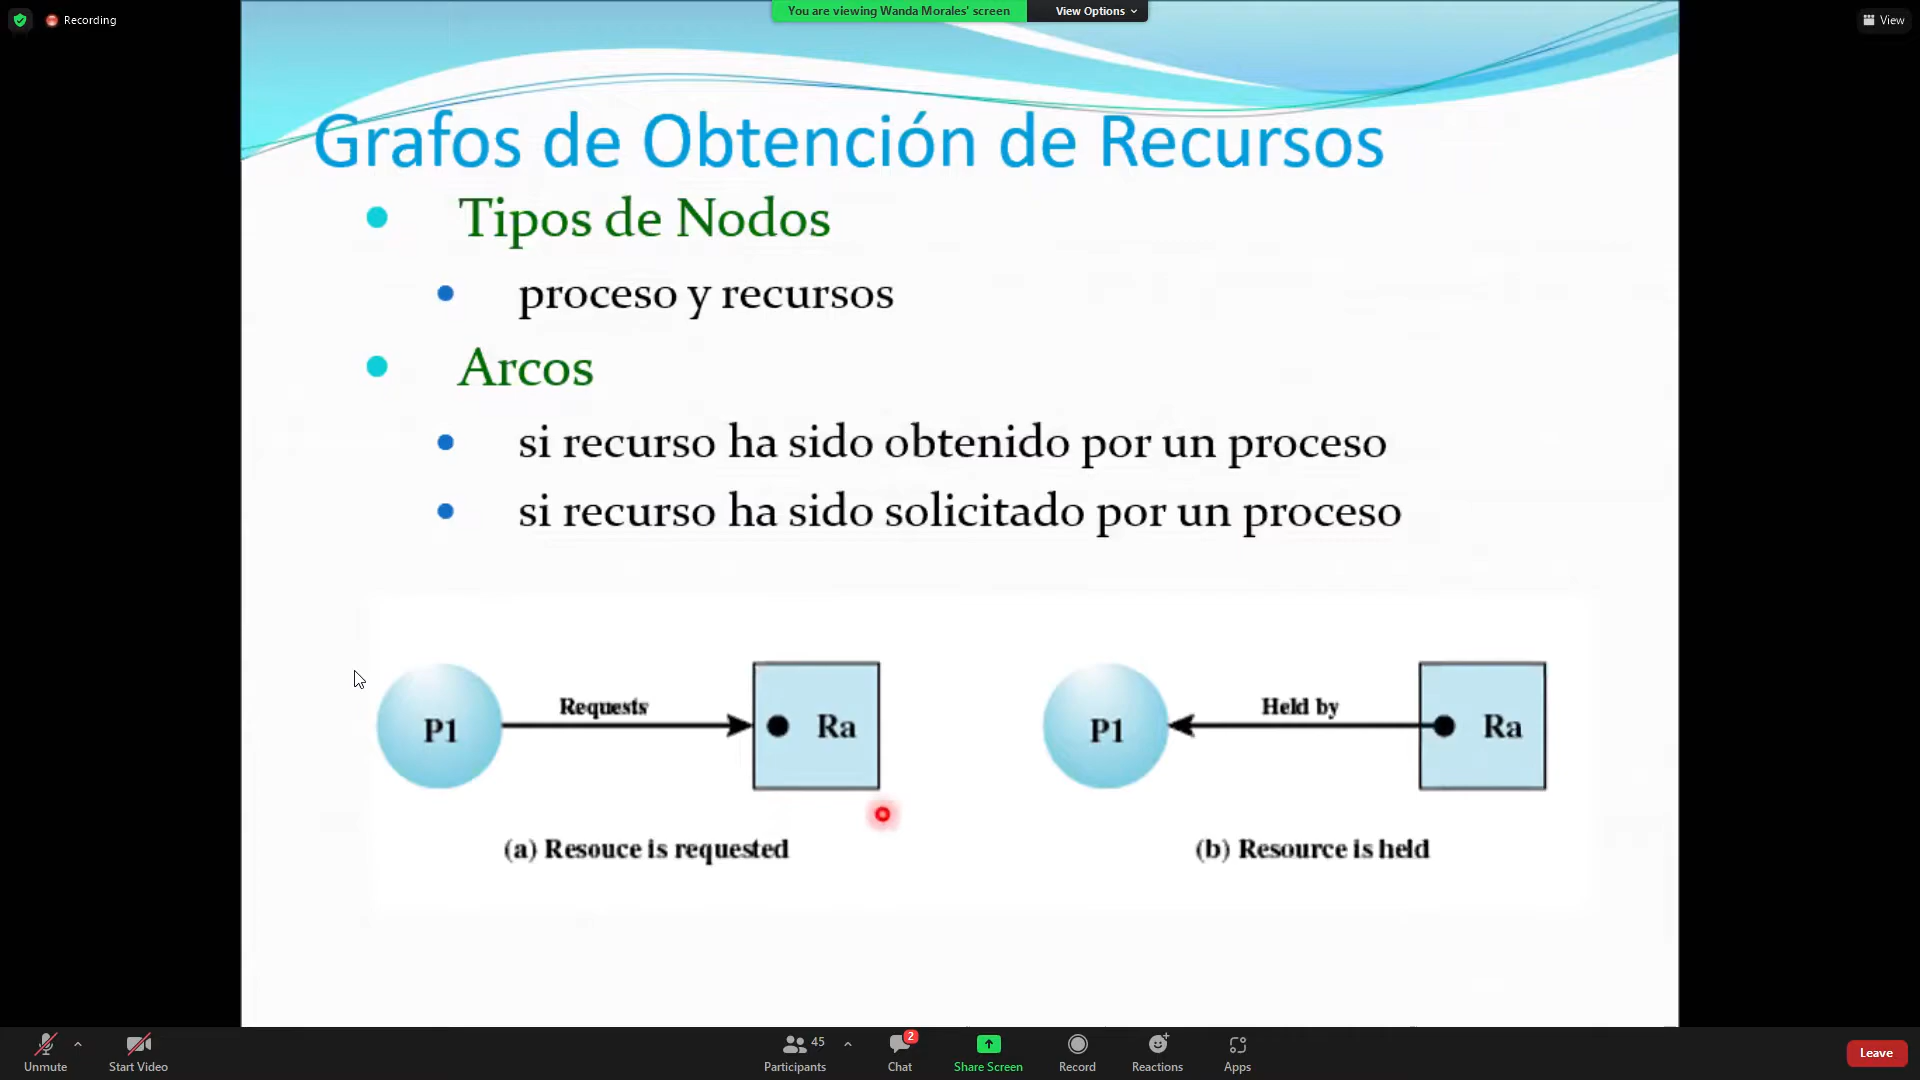 Recording
You are viewing Wanda Morales' screen
View Options
View
Grafos de Obtención de Recursos
Tipos de Nodos
proceso y recursos
Arcos
si recurso ha sido obtenido por un proceso
si recurso ha sido solicitado por un proceso
P1
Requests
Ra
P1
Held by
Ra
(a) Resouce is requested
(b) Resource is held
Unmute
Start Video
45
Participants
2
Chat
Share Screen
Record
Reactions
Apps
Leave